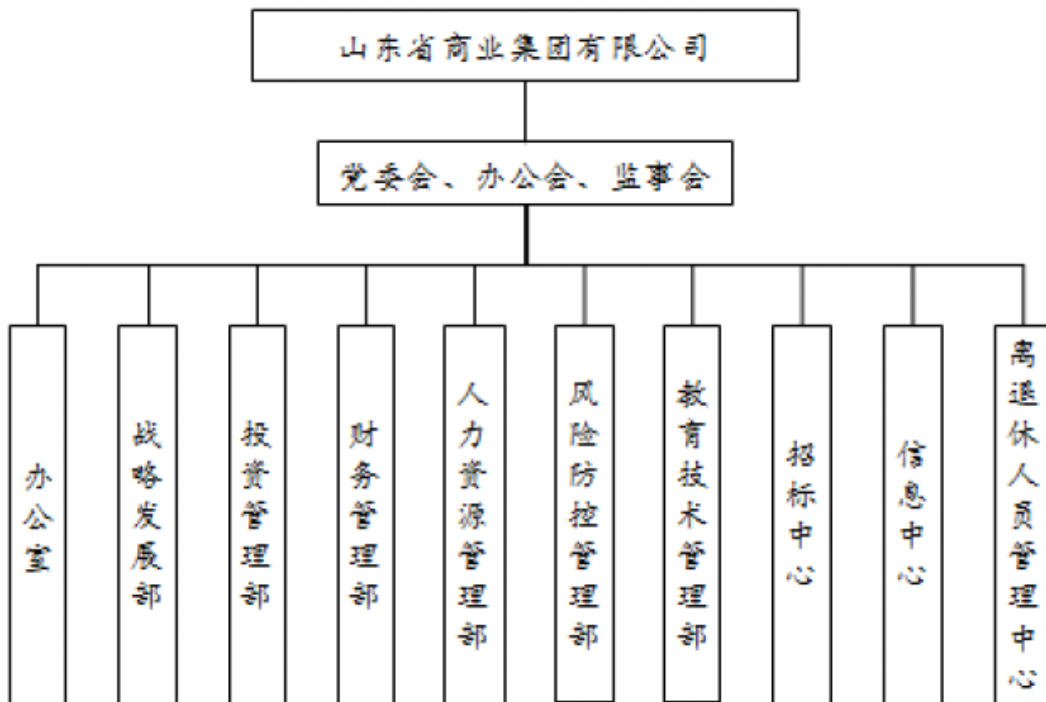 山东省商业集团有限公司
党委会、办公会、监事会
办公室
战略发展部
投资管理部
财务管理部
人力资源管理部
风险防控管理部
教育技术管理部
招标中心
信息中心
离退休人员管理中心